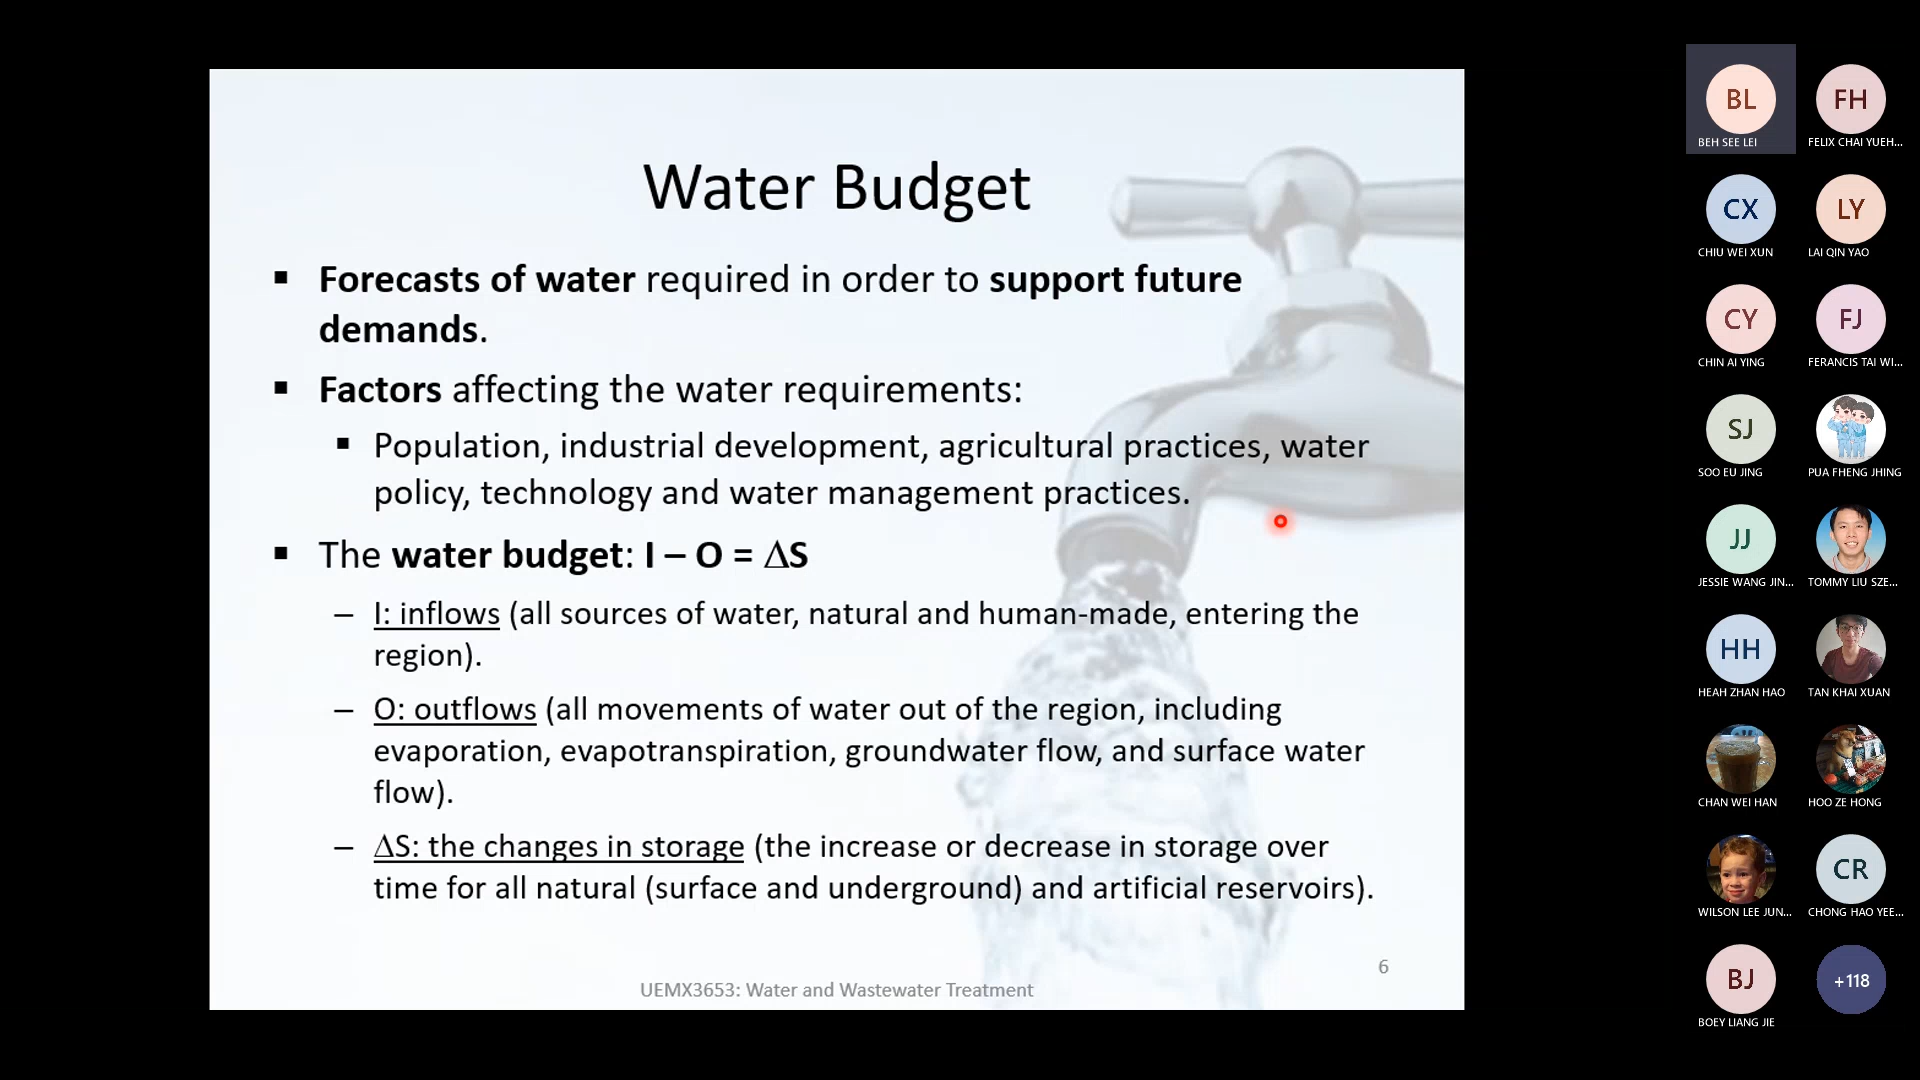 Water Budget
▪ Forecasts of water required in order to support future
demands.
▪ Factors affecting the water requirements:
▪ Population, industrial development, agricultural practices, water
policy, technology and water management practices.
▪ The water budget: I – O = ΔS
– I: inflows (all sources of water, natural and human-made, entering the
region).
– O: outflows (all movements of water out of the region, including
evaporation, evapotranspiration, groundwater flow, and surface water
flow).
– ΔS: the changes in storage (the increase or decrease in storage over
time for all natural (surface and underground) and artificial reservoirs).
6
UEMX3653: Water and Wastewater Treatment
BL
BEH SEE LEI
FH
FELIX CHAI YUEH...
CX
CHIU WEI XUN
LY
LAI QIN YAO
CY
CHIN AI YING
FJ
FERANCIS TAI WI...
SJ
SOO EU JING
PUA FHENG JHING
JJ
JESSIE WANG JIN...
TOMMY LIU SZE...
HH
HEAH ZHAN HAO
TAN KHAI XUAN
CHAN WEI HAN
HOO ZE HONG
WILSON LEE JUN...
CR
CHONG HAO YEE...
BJ
BOEY LIANG JIE
+118